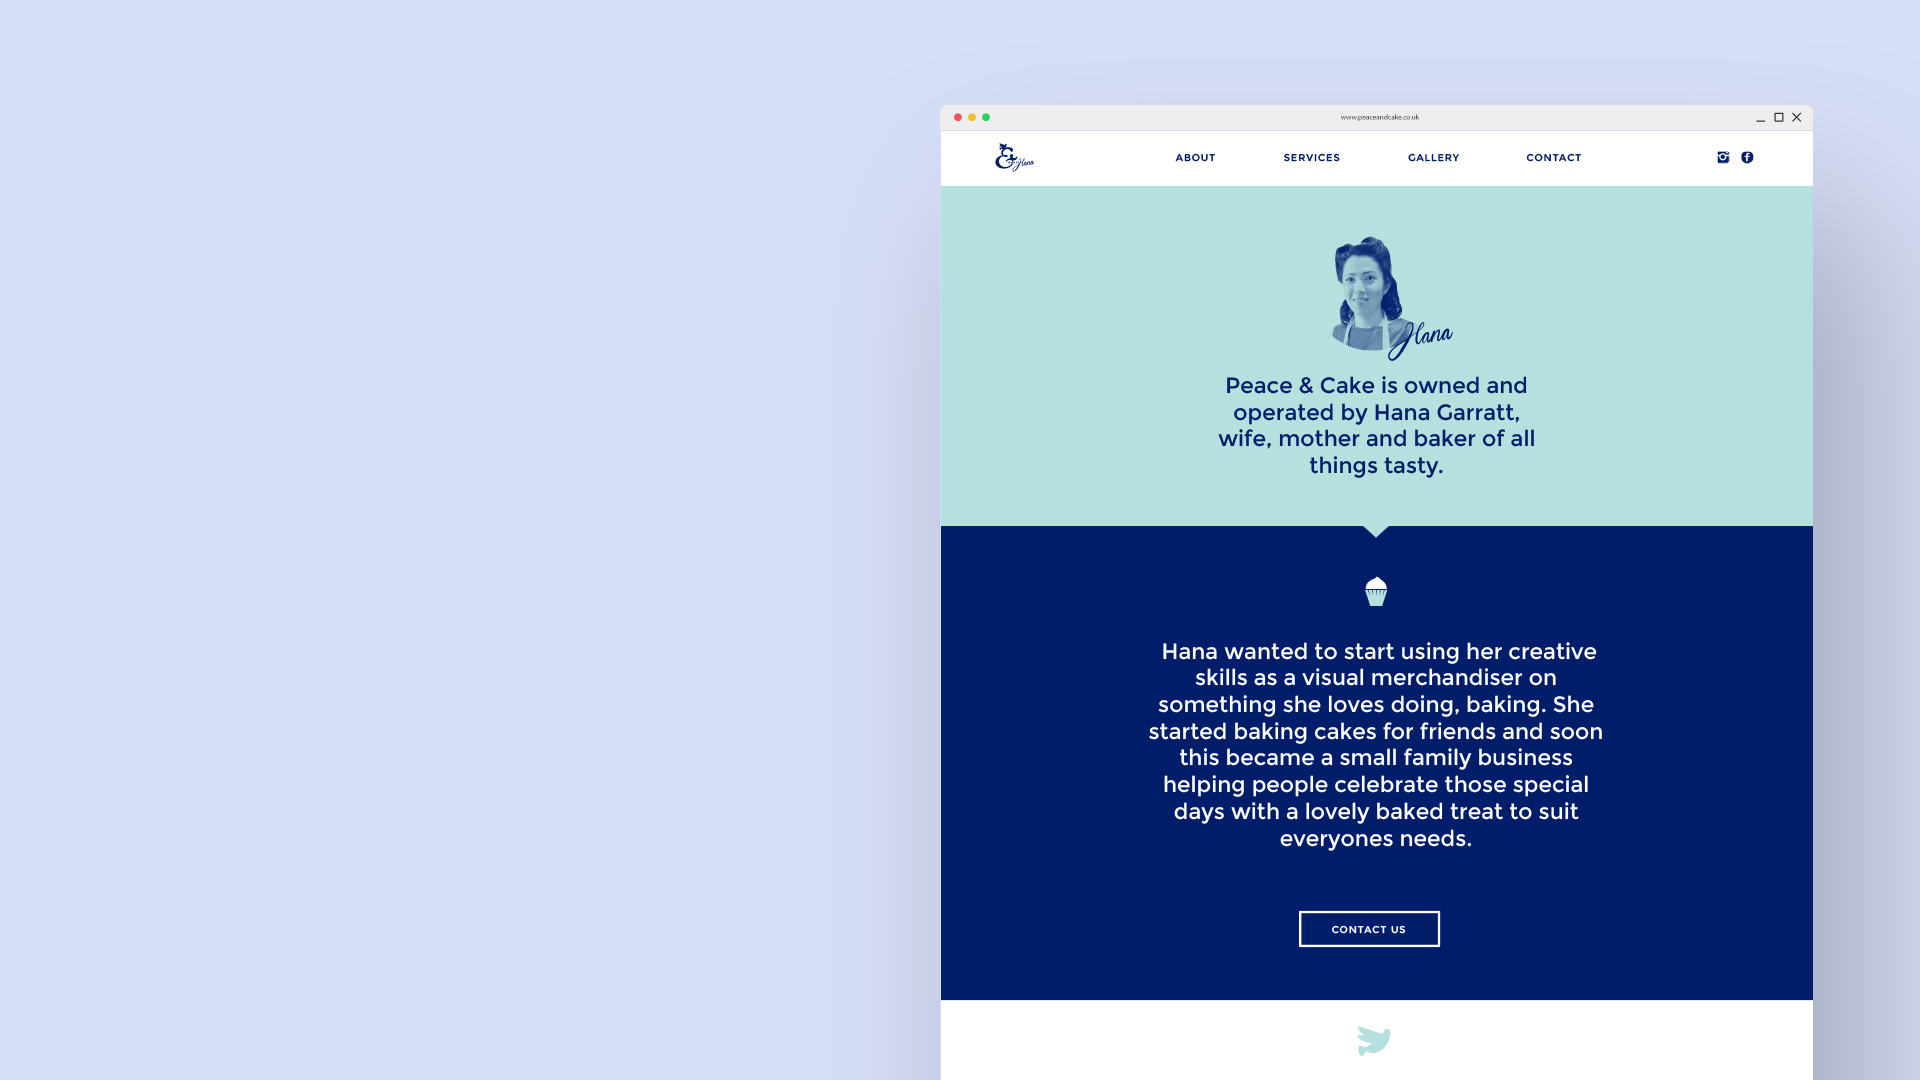 www.peaceandcake.co.uk
&
Hana
ABOUT
SERVICES
GALLERY
CONTACT
Hana
Peace & Cake is owned and
operated by Hana Garratt,
wife, mother and baker of all
things tasty.
Hana wanted to start using her creative
skills as a visual merchandiser on
something she loves doing, baking. She
started baking cakes for friends and soon
this became a small family business
helping people celebrate those special
days with a lovely baked treat to suit
everyones needs.
CONTACT US